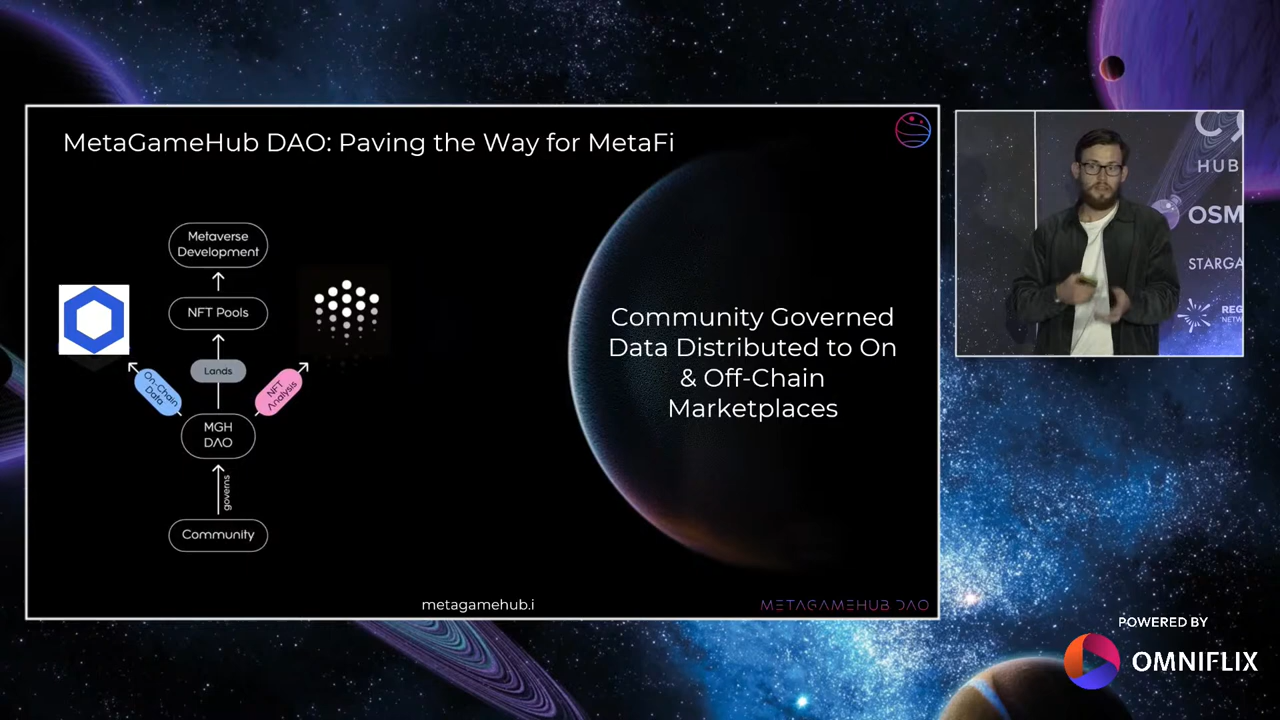 MetaGameHub DAO: Paving the Way for MetaFi
Metaverse
Development
NFT Pools
Lands
On-Chain
Data
NFT
Analysis
MGH
DAO
governs
Community
Community Governed
Data Distributed to On
& Off-Chain
Marketplaces
metagamehub.i
METAGAMEHUB DAO
HUB
OSM
STARGA
REG
NETW
POWERED BY
OMNIFLIX